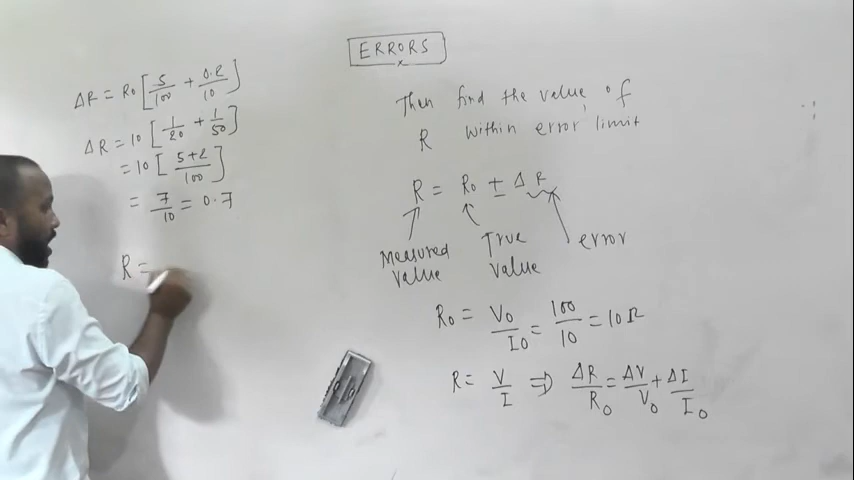 ERRORS
Then find the value of
R within error limit
R = R₀ ± ΔR
Measured value
True value
error
R₀ = V₀/I₀ = 100/10 = 10Ω
R = V/I ⇒ ΔR/R₀ = ΔV/V₀ + ΔI/I₀
ΔR = R₀ [5/100 + 0.2/10]
ΔR = 10 [1/20 + 1/50]
= 10 [5+2/100]
= 7/10 = 0.7
R =